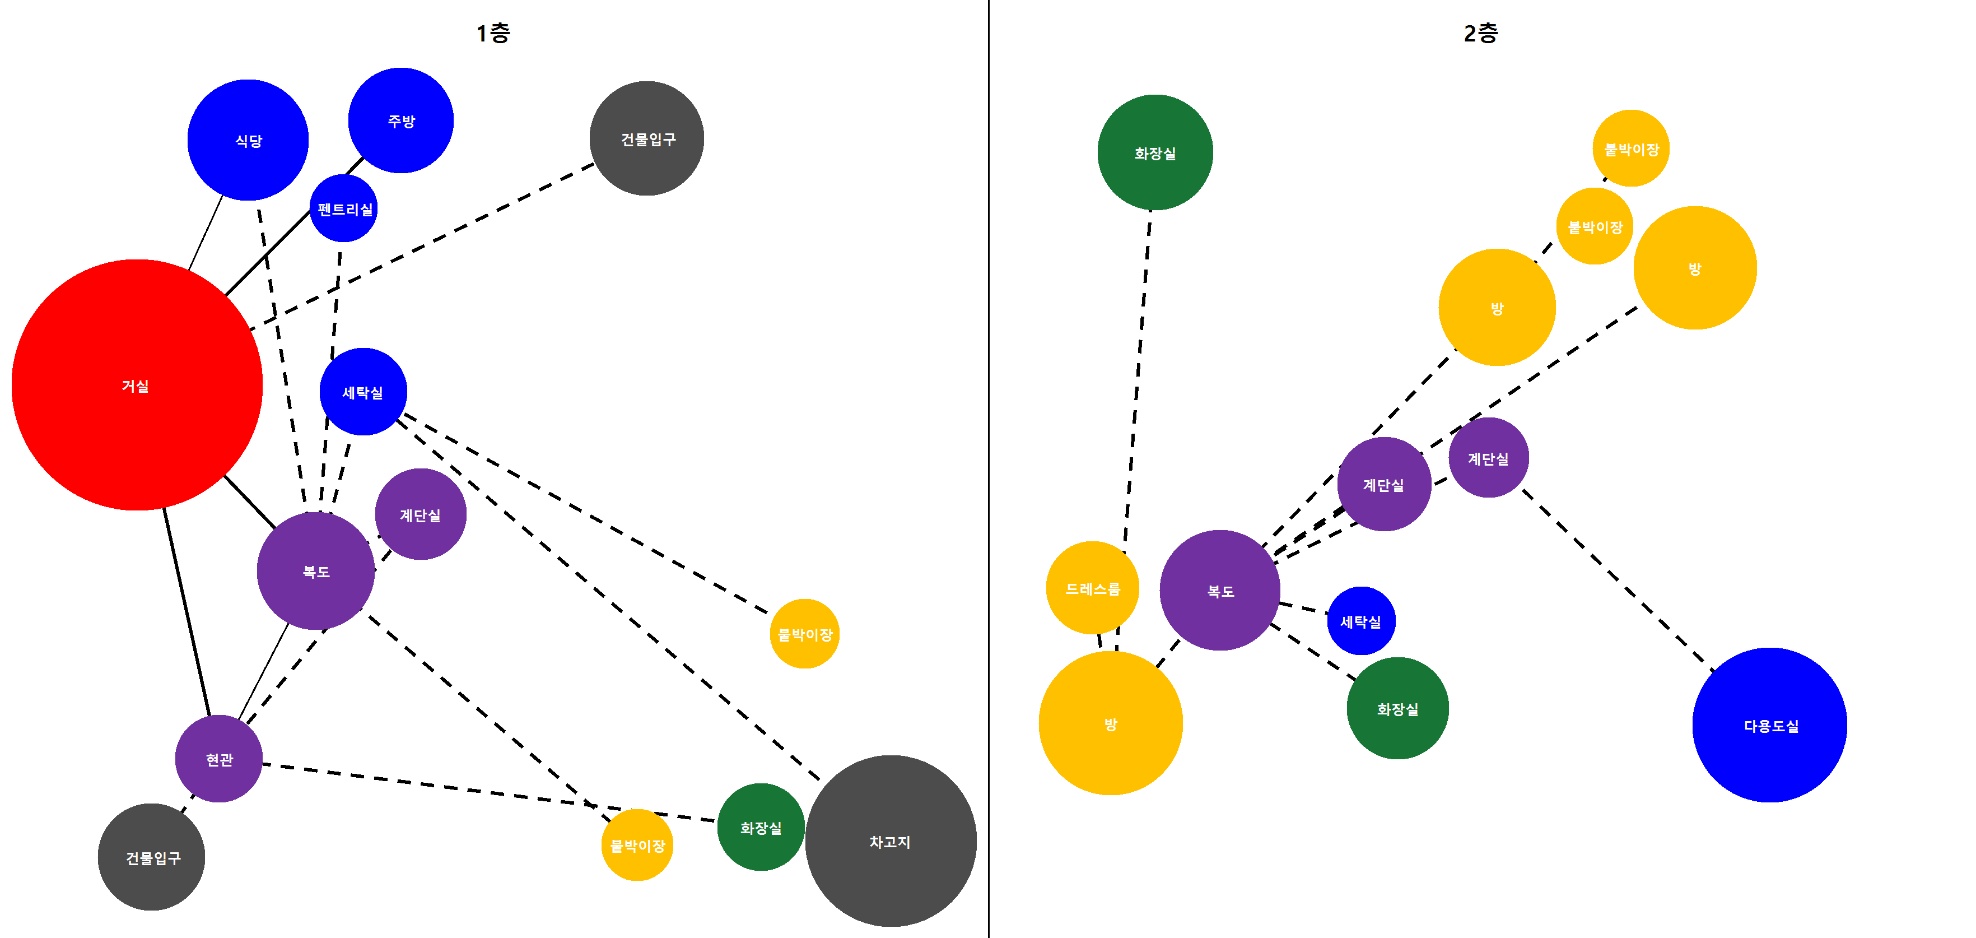 1층
식당
주방
건물입구
펜트리실
거실
세탁실
계단실
복도
붙박이장
현관
건물입구
붙박이장
화장실
차고지
2층
화장실
붙박이장
붙박이장
방
방
계단실
계단실
드레스룸
복도
세탁실
방
화장실
다용도실